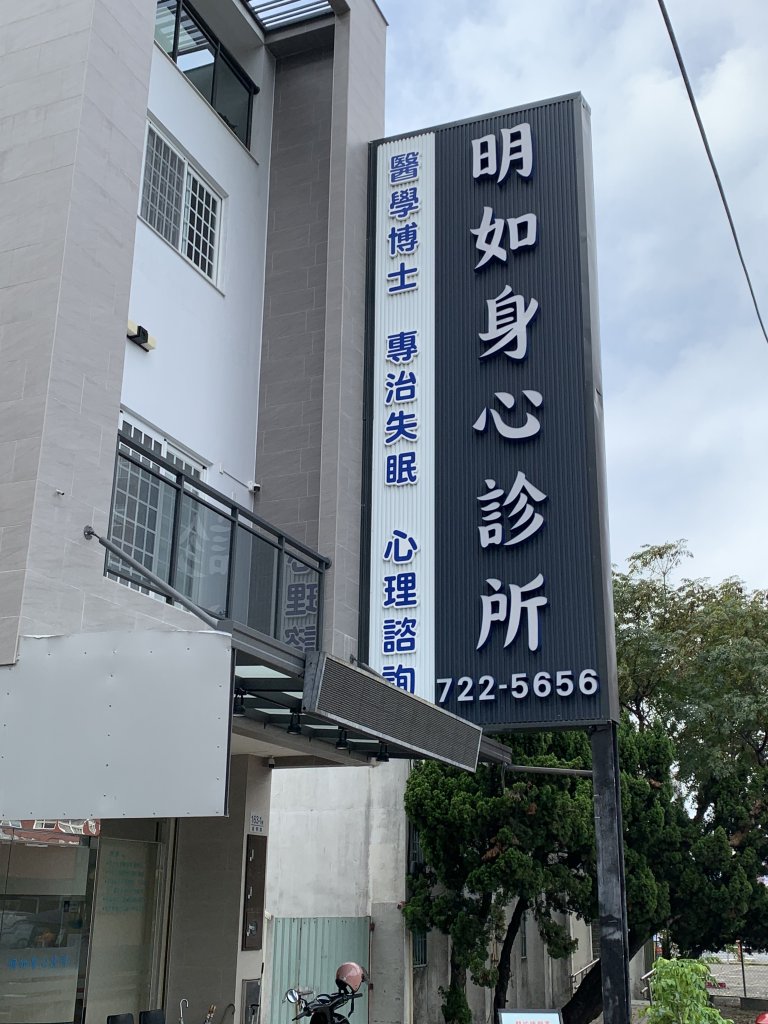 明如身心診所
醫學博士 專治失眠 心理諮詢
722-5656